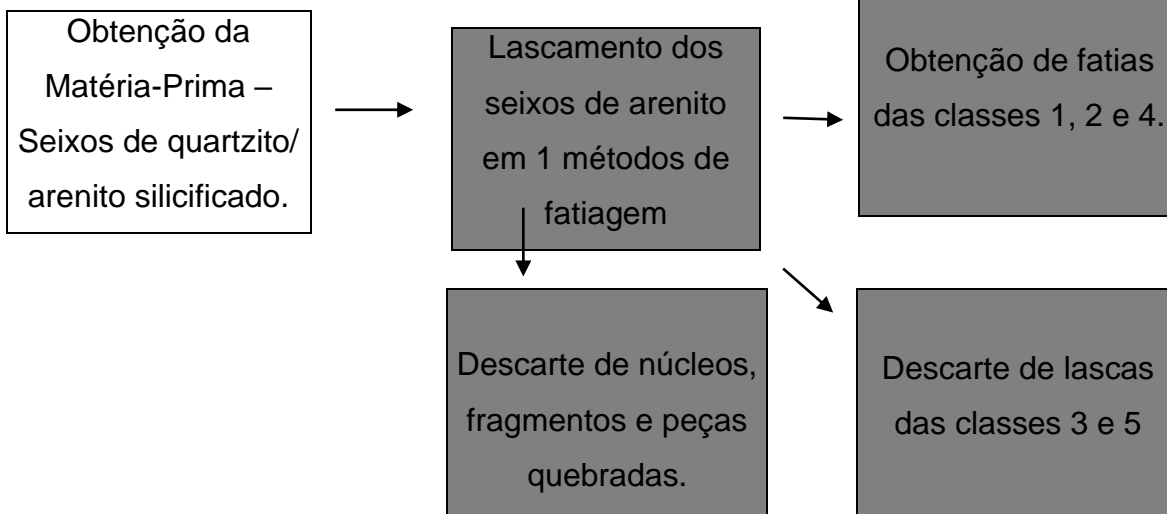 Obtenção da
Matéria-Prima –
Seixos de quartzito/
arenito silicificado.
Lascamento dos
seixos de arenito
em 1 métodos de
fatiagem
Obtenção de fatias
das classes 1, 2 e 4.
Descarte de núcleos,
fragmentos e peças
quebradas.
Descarte de lascas
das classes 3 e 5